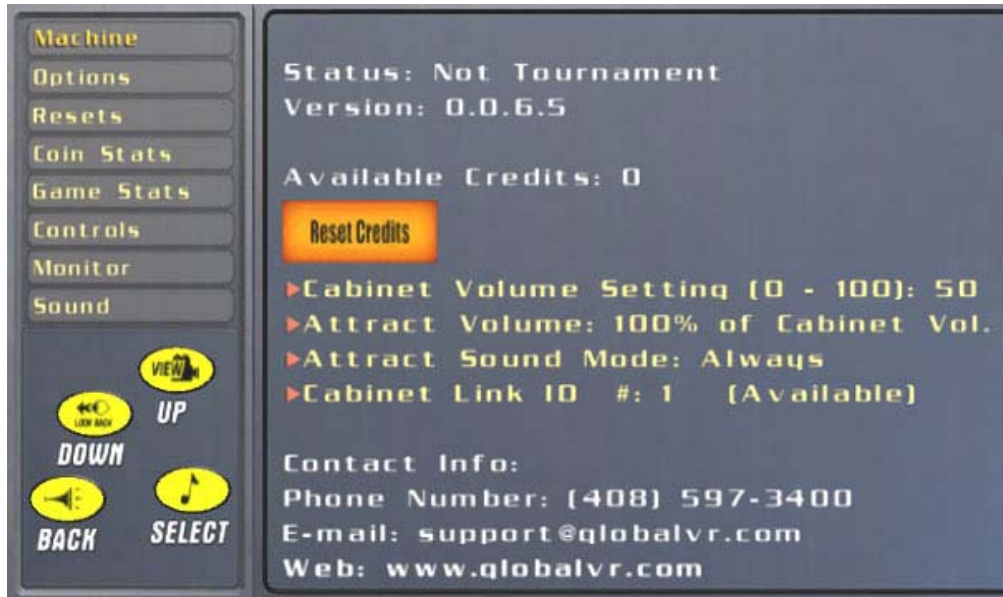 Machine
Options
Resets
Coin Stats
Game Stats
Controls
Monitor
Sound
VIEW
UP
LOOK BACK
DOWN
BACK
SELECT
Status: Not Tournament
Version: 0.0.6.5
Available Credits: 0
Reset Credits
Cabinet Volume Setting (0 - 100): 50
Attract Volume: 100% of Cabinet Vol.
Attract Sound Mode: Always
Cabinet Link ID #: 1 (Available)
Contact Info:
Phone Number: (408) 597-3400
E-mail: support@globalvr.com
Web: www.globalvr.com